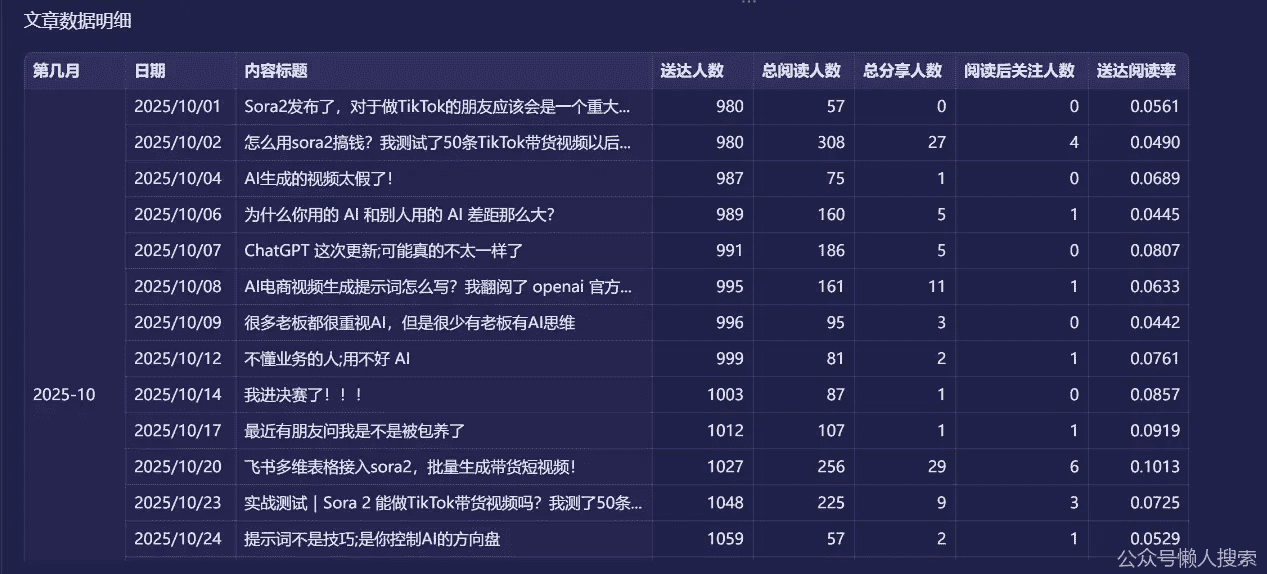 文章数据明细
第几月 日期 内容标题 送达人数 总阅读人数 总分享人数 阅读后关注人数 送达阅读率
2025/10/01 Sora2发布了，对于做TikTok的朋友应该会是一个重大... 980 57 0 0 0.0561
2025/10/02 怎么用sora2搞钱？我测试了50条TikTok带货视频以后... 980 308 27 4 0.0490
2025/10/04 AI生成的视频太假了！ 987 75 1 0 0.0689
2025/10/06 为什么你用的 AI 和别人用的 AI 差距那么大？ 989 160 5 1 0.0445
2025/10/07 ChatGPT 这次更新;可能真的不太一样了 991 186 5 0 0.0807
2025/10/08 AI电商视频生成提示词怎么写？我翻阅了 openai 官方... 995 161 11 1 0.0633
2025/10/09 很多老板都很重视AI，但是很少有老板有AI思维 996 95 3 0 0.0442
2025/10/12 不懂业务的人;用不好 AI 999 81 2 1 0.0761
2025-10 2025/10/14 我进决赛了！！！ 1003 87 1 0 0.0857
2025/10/17 最近有朋友问我是不是被包养了 1012 107 1 1 0.0919
2025/10/20 飞书多维表格接入sora2，批量生成带货短视频！ 1027 256 29 6 0.1013
2025/10/23 实战测试｜Sora 2 能做TikTok带货视频吗？我测了50条... 1048 225 9 3 0.0725
2025/10/24 提示词不是技巧;是你控制AI的方向盘 1059 57 2 1 0.0529
公众号懒人搜索